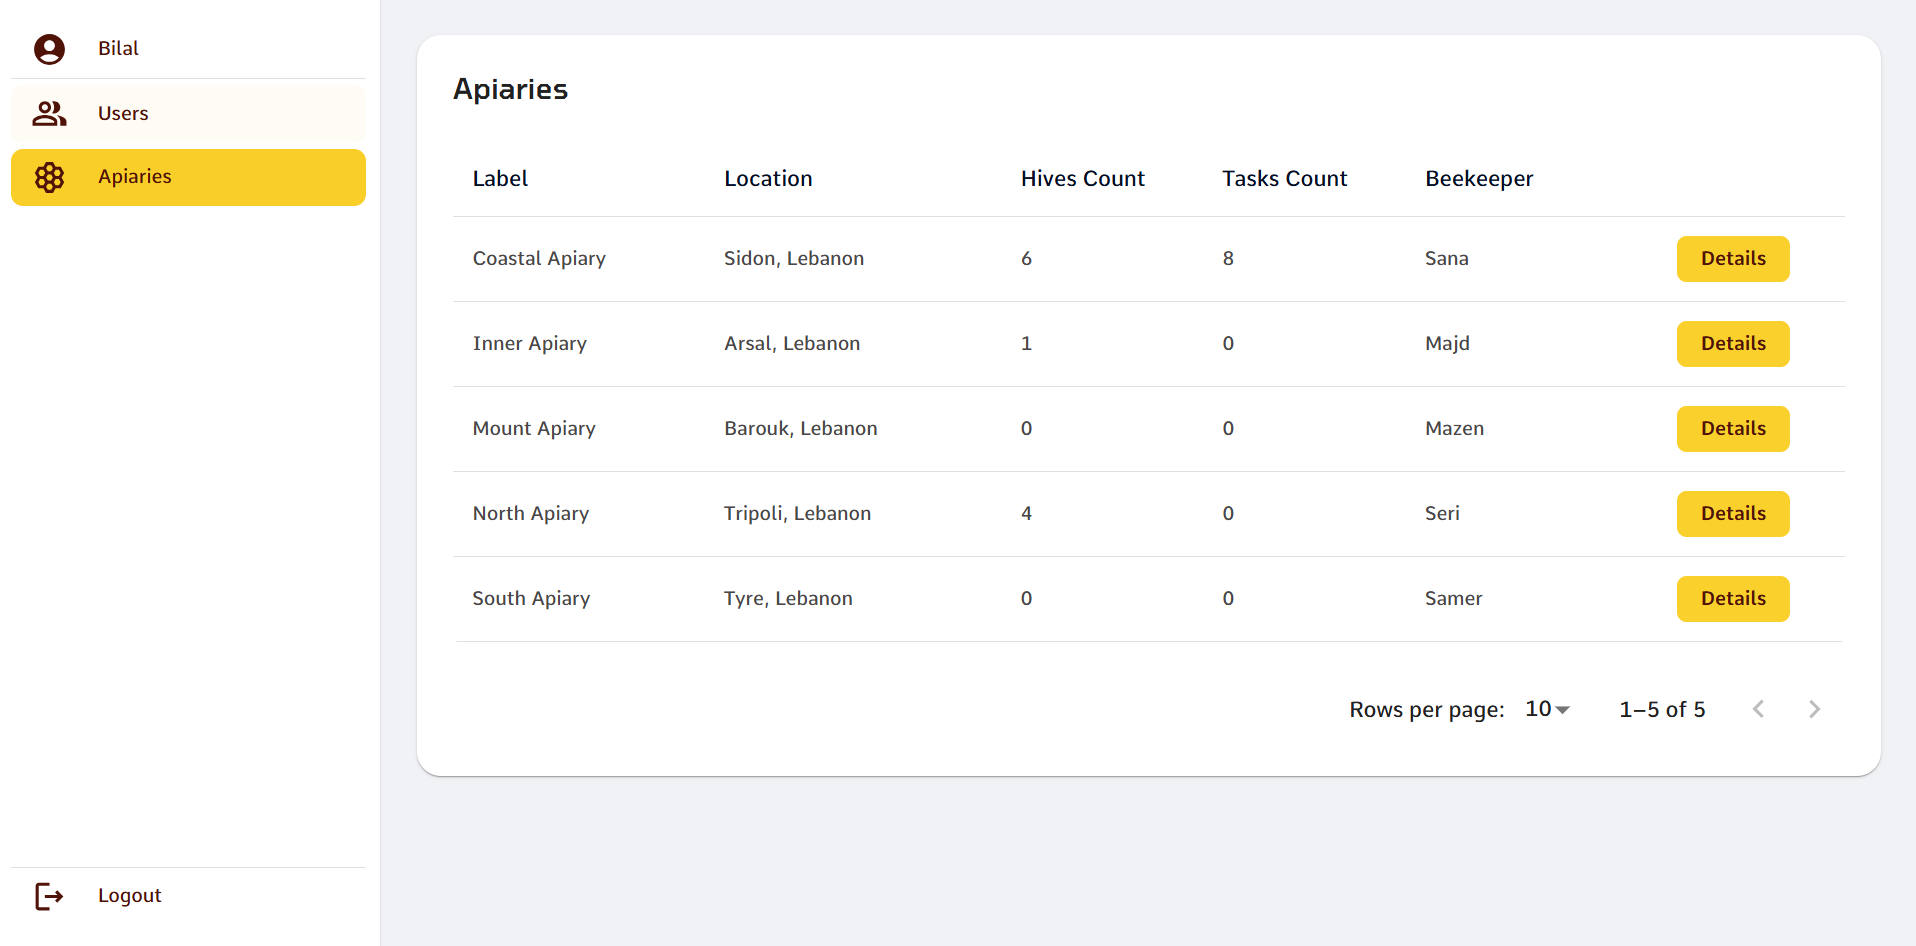 Bilal
Users
Apiaries
Logout
Apiaries
Label Location Hives Count Tasks Count Beekeeper
Coastal Apiary Sidon, Lebanon 6 8 Sana Details
Inner Apiary Arsal, Lebanon 1 0 Majd Details
Mount Apiary Barouk, Lebanon 0 0 Mazen Details
North Apiary Tripoli, Lebanon 4 0 Seri Details
South Apiary Tyre, Lebanon 0 0 Samer Details
Rows per page: 10 1–5 of 5